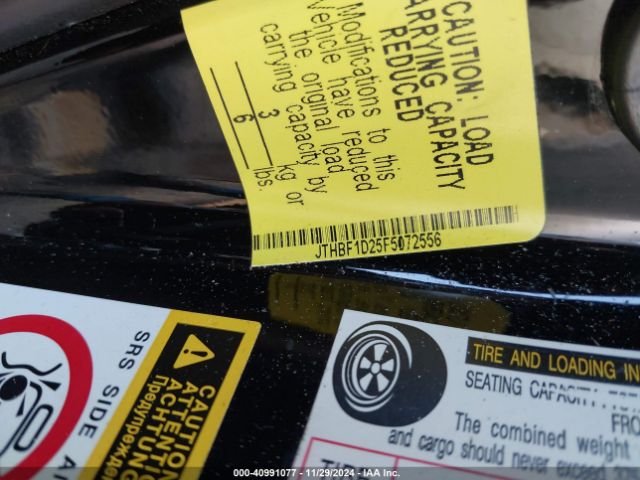 CAUTION: LOAD
CARRYING CAPACITY
REDUCED
Modifications to this
vehicle have reduced
the original load
carrying capacity by
3 kg or
6 lbs.
JTHBF1D25F5072556
SRS SIDE
CAUTION
ATTENTION
ACHTUNG
TIRE AND LOADING IN
SEATING CAPACITY
FRO
The combined weight
and cargo should never exceed
(W) - 40991077 - 11/29/2024 - IAA Inc.